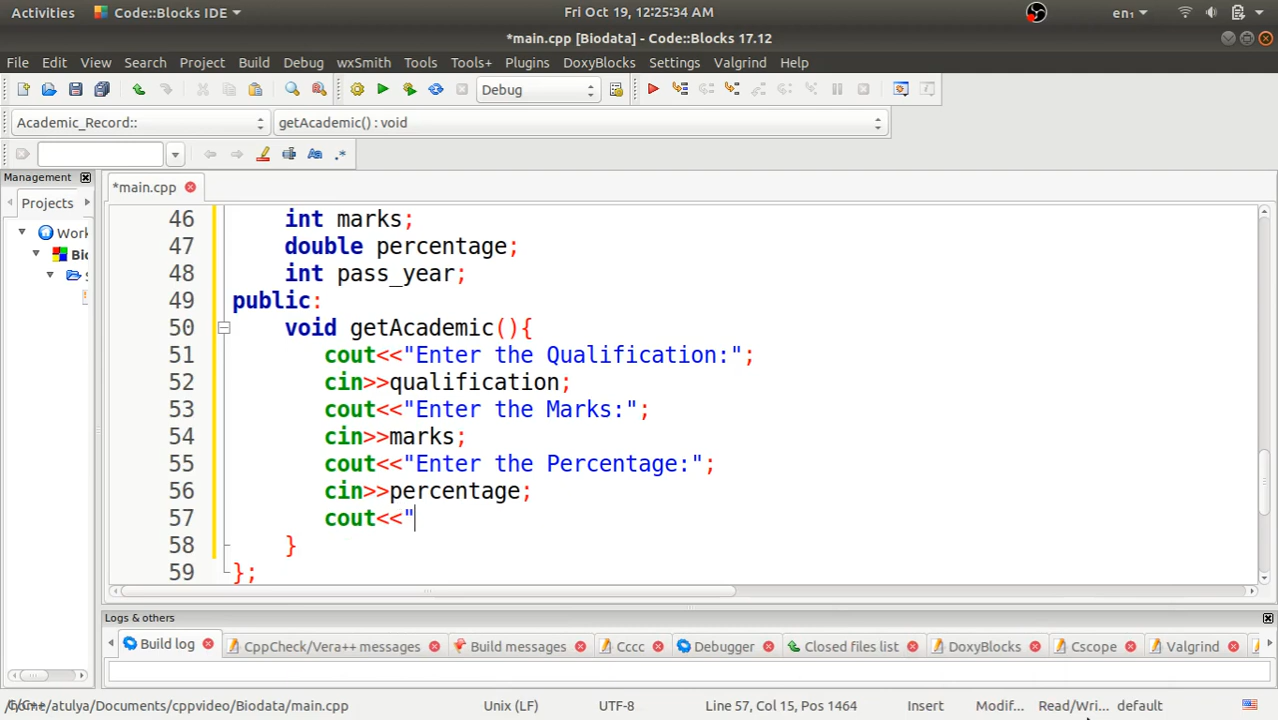 Activities Code::Blocks IDE Fri Oct 19, 12:25:34 AM en1
*main.cpp [Biodata] - Code::Blocks 17.12
File Edit View Search Project Build Debug wxSmith Tools Tools+ Plugins DoxyBlocks Settings Valgrind Help
Debug
Academic_Record:: getAcademic() : void
Management *main.cpp
Projects
Work
Bio
46 int marks;
47 double percentage;
48 int pass_year;
49 public:
50 void getAcademic(){
51 cout<<"Enter the Qualification:";
52 cin>>qualification;
53 cout<<"Enter the Marks:";
54 cin>>marks;
55 cout<<"Enter the Percentage:";
56 cin>>percentage;
57 cout<<"
58 }
59 };
Logs & others
Build log CppCheck/Vera++ messages Build messages Cccc Debugger Closed files list DoxyBlocks Cscope Valgrind
/home/atulya/Documents/cppvideo/Biodata/main.cpp Unix (LF) UTF-8 Line 57, Col 15, Pos 1464 Insert Modif... Read/Wri... default